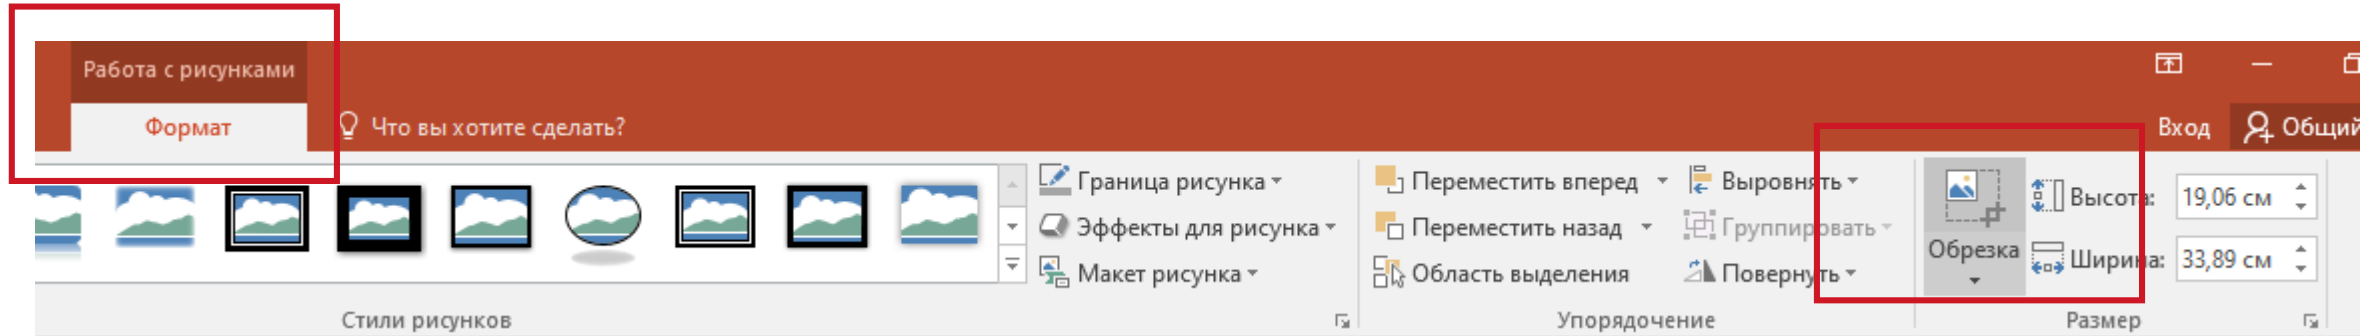 Работа с рисунками
Формат
Что вы хотите сделать?
Вход
Общий
Граница рисунка
Эффекты для рисунка
Макет рисунка
Стили рисунков
Переместить вперед
Переместить назад
Область выделения
Выровнять
Группировать
Повернуть
Упорядочение
Обрезка
Высота: 19,06 см
Ширина: 33,89 см
Размер